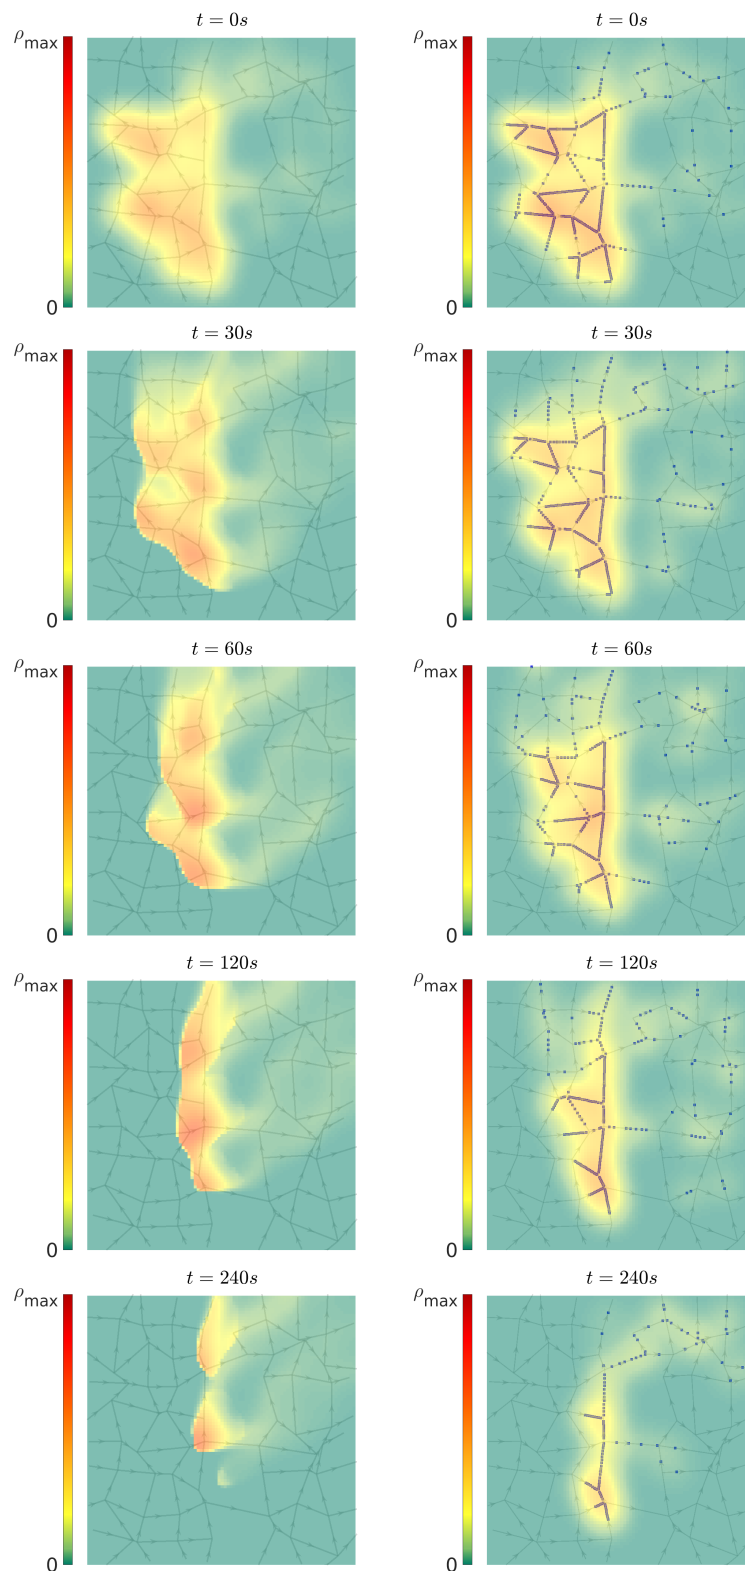 t = 0s t = 0s
ρmax ρmax
0 0
t = 30s t = 30s
ρmax ρmax
0 0
t = 60s t = 60s
ρmax ρmax
0 0
t = 120s t = 120s
ρmax ρmax
0 0
t = 240s t = 240s
ρmax ρmax
0 0